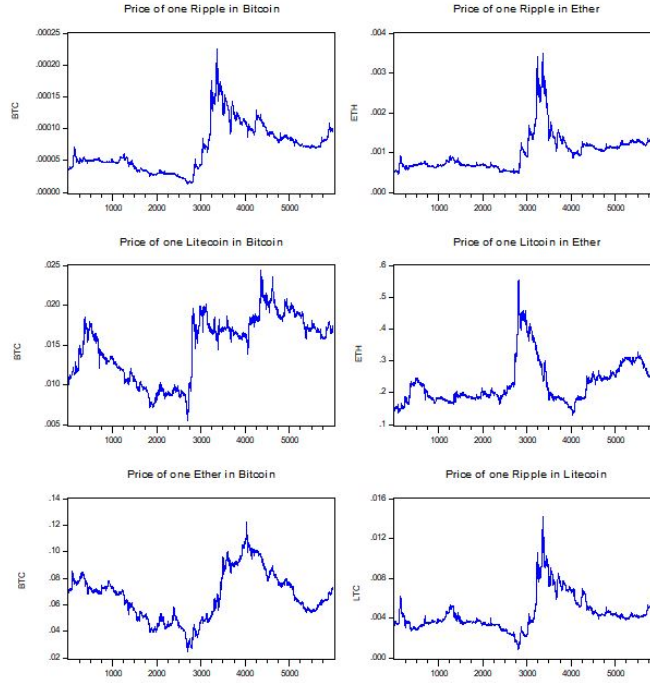 Price of one Ripple in Bitcoin
.00025
.00020
.00015
.00010
.00005
.00000
BTC
1000 2000 3000 4000 5000
Price of one Ripple in Ether
.004
.003
.002
.001
.000
ETH
1000 2000 3000 4000 5000
Price of one Litecoin in Bitcoin
.025
.020
.015
.010
.005
BTC
1000 2000 3000 4000 5000
Price of one Litcoin in Ether
.6
.5
.4
.3
.2
.1
ETH
1000 2000 3000 4000 5000
Price of one Ether in Bitcoin
.14
.12
.10
.08
.06
.04
.02
BTC
1000 2000 3000 4000 5000
Price of one Ripple in Litecoin
.016
.012
.008
.004
.000
LTC
1000 2000 3000 4000 5000